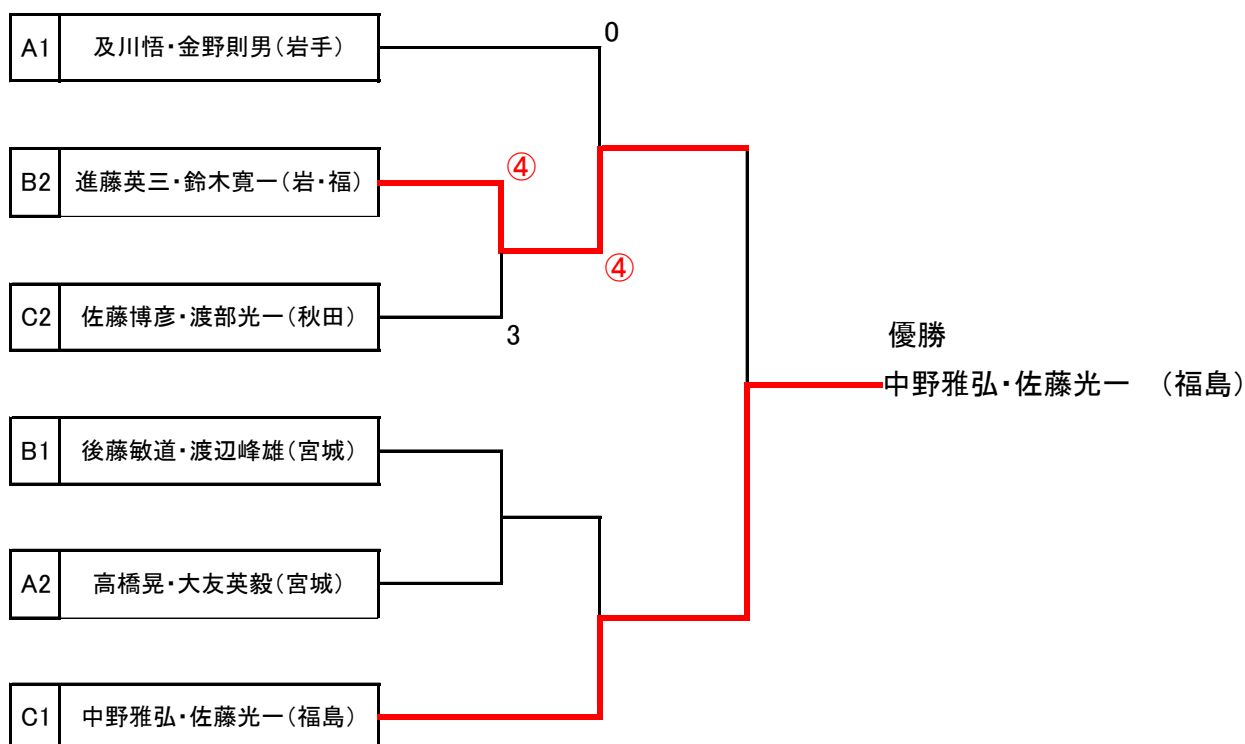 0
A1 及川悟・金野則男(岩手)
④
B2 進藤英三・鈴木寛一(岩・福)
④
C2 佐藤博彦・渡部光一(秋田)
3
優勝
中野雅弘・佐藤光一 (福島)
B1 後藤敏道・渡辺峰雄(宮城)
A2 高橋晃・大友英毅(宮城)
C1 中野雅弘・佐藤光一(福島)